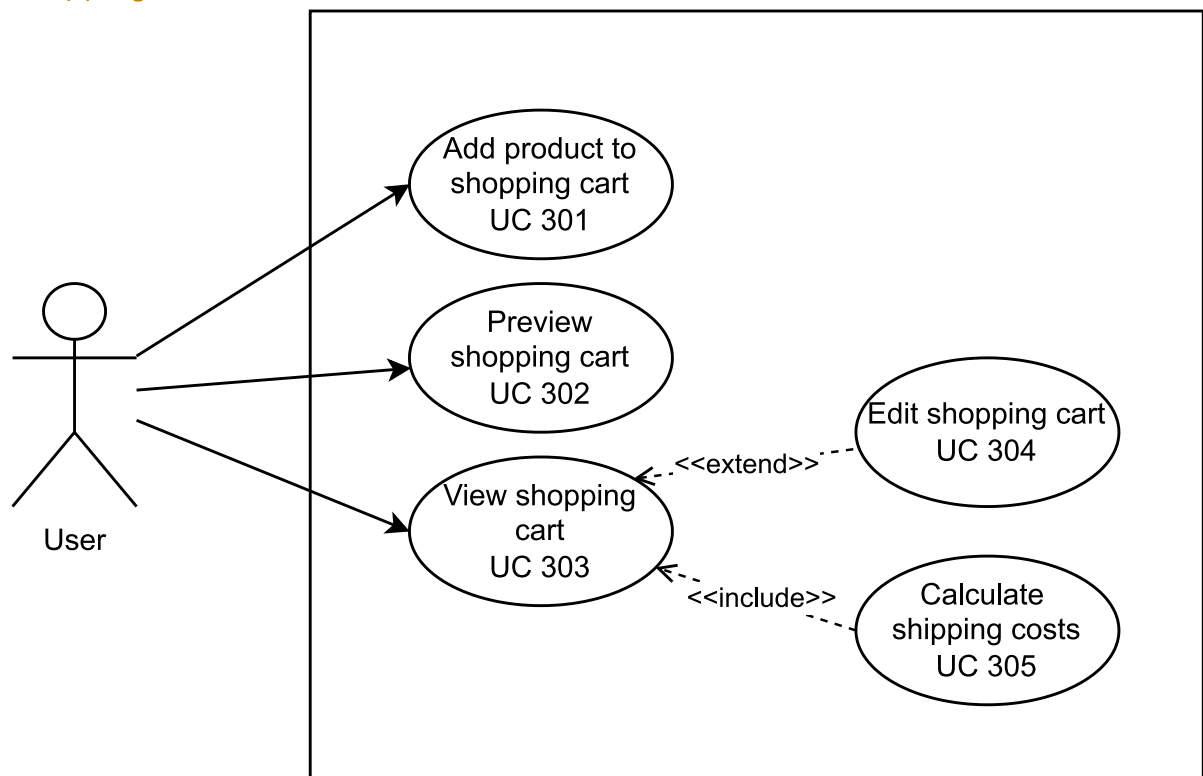 Add product to
shopping cart
UC 301
Preview
shopping cart
UC 302
Edit shopping cart
UC 304
<<extend>>
View shopping
cart
UC 303
User
<<include>>
Calculate
shipping costs
UC 305